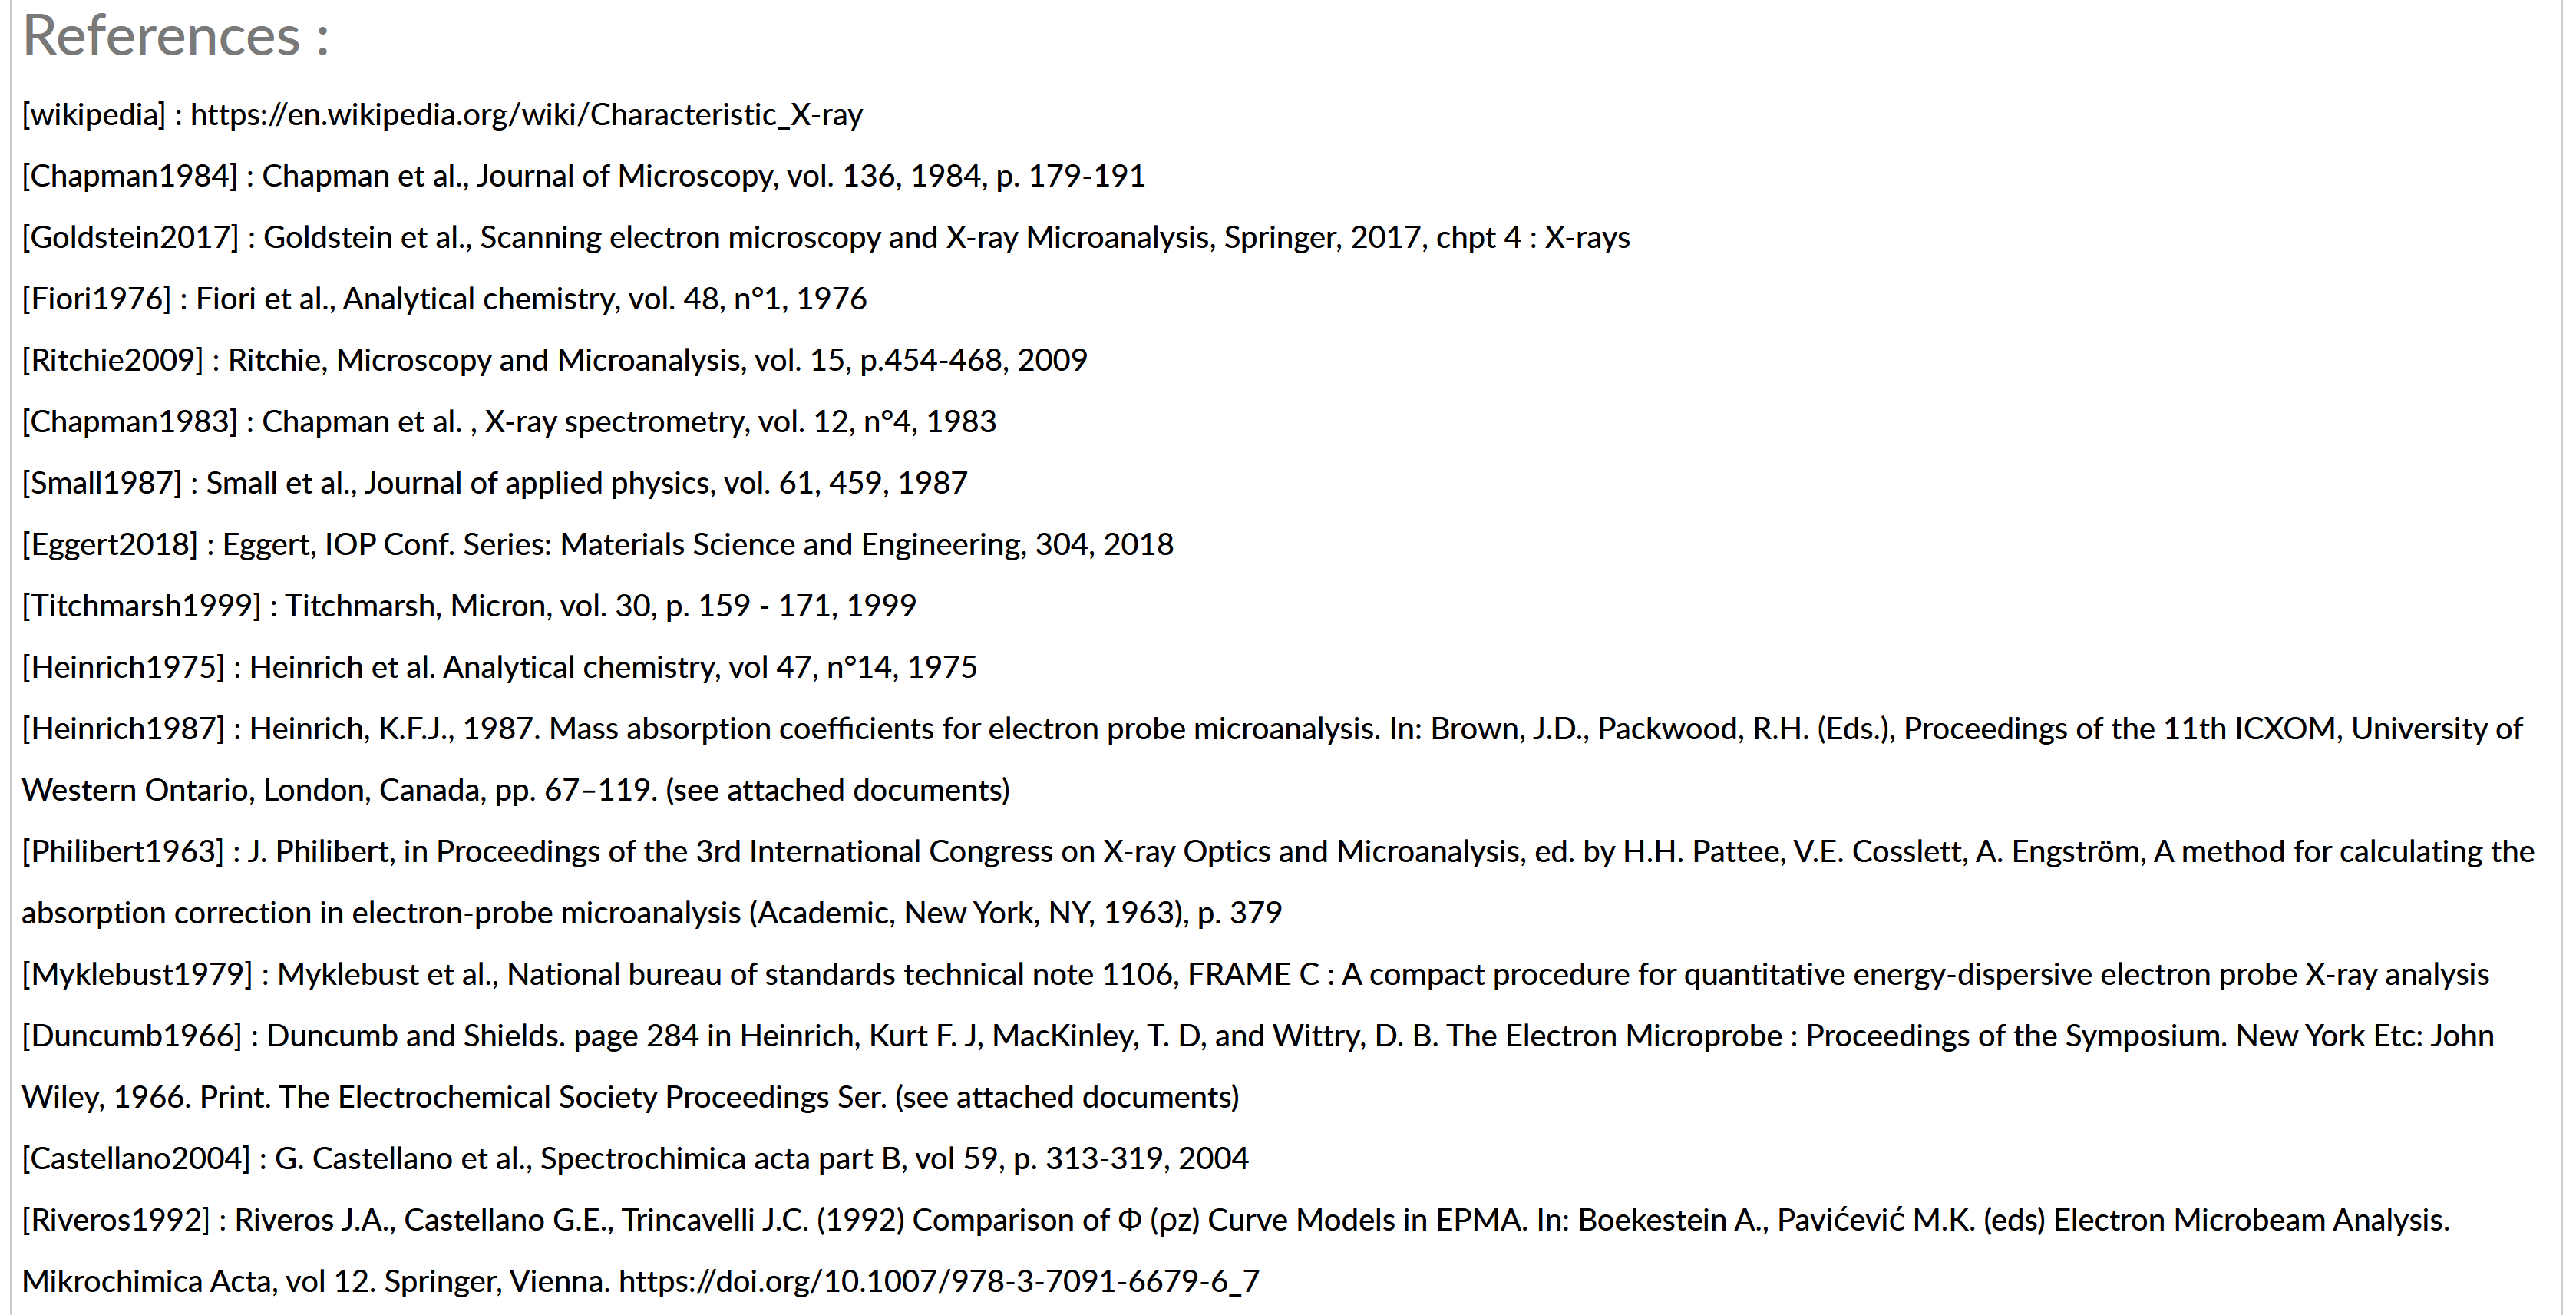 References :
[wikipedia] : https://en.wikipedia.org/wiki/Characteristic_X-ray
[Chapman1984] : Chapman et al., Journal of Microscopy, vol. 136, 1984, p. 179-191
[Goldstein2017] : Goldstein et al., Scanning electron microscopy and X-ray Microanalysis, Springer, 2017, chpt 4 : X-rays
[Fiori1976] : Fiori et al., Analytical chemistry, vol. 48, n°1, 1976
[Ritchie2009] : Ritchie, Microscopy and Microanalysis, vol. 15, p.454-468, 2009
[Chapman1983] : Chapman et al. , X-ray spectrometry, vol. 12, n°4, 1983
[Small1987] : Small et al., Journal of applied physics, vol. 61, 459, 1987
[Eggert2018] : Eggert, IOP Conf. Series: Materials Science and Engineering, 304, 2018
[Titchmarsh1999] : Titchmarsh, Micron, vol. 30, p. 159 - 171, 1999
[Heinrich1975] : Heinrich et al. Analytical chemistry, vol 47, n°14, 1975
[Heinrich1987] : Heinrich, K.F.J., 1987. Mass absorption coefficients for electron probe microanalysis. In: Brown, J.D., Packwood, R.H. (Eds.), Proceedings of the 11th ICXOM, University of
Western Ontario, London, Canada, pp. 67–119. (see attached documents)
[Philibert1963] : J. Philibert, in Proceedings of the 3rd International Congress on X-ray Optics and Microanalysis, ed. by H.H. Pattee, V.E. Cosslett, A. Engström, A method for calculating the
absorption correction in electron-probe microanalysis (Academic, New York, NY, 1963), p. 379
[Myklebust1979] : Myklebust et al., National bureau of standards technical note 1106, FRAME C : A compact procedure for quantitative energy-dispersive electron probe X-ray analysis
[Duncumb1966] : Duncumb and Shields. page 284 in Heinrich, Kurt F. J, MacKinley, T. D, and Wittry, D. B. The Electron Microprobe : Proceedings of the Symposium. New York Etc: John
Wiley, 1966. Print. The Electrochemical Society Proceedings Ser. (see attached documents)
[Castellano2004] : G. Castellano et al., Spectrochimica acta part B, vol 59, p. 313-319, 2004
[Riveros1992] : Riveros J.A., Castellano G.E., Trincavelli J.C. (1992) Comparison of Φ (ρz) Curve Models in EPMA. In: Boekestein A., Pavićević M.K. (eds) Electron Microbeam Analysis.
Mikrochimica Acta, vol 12. Springer, Vienna. https://doi.org/10.1007/978-3-7091-6679-6_7